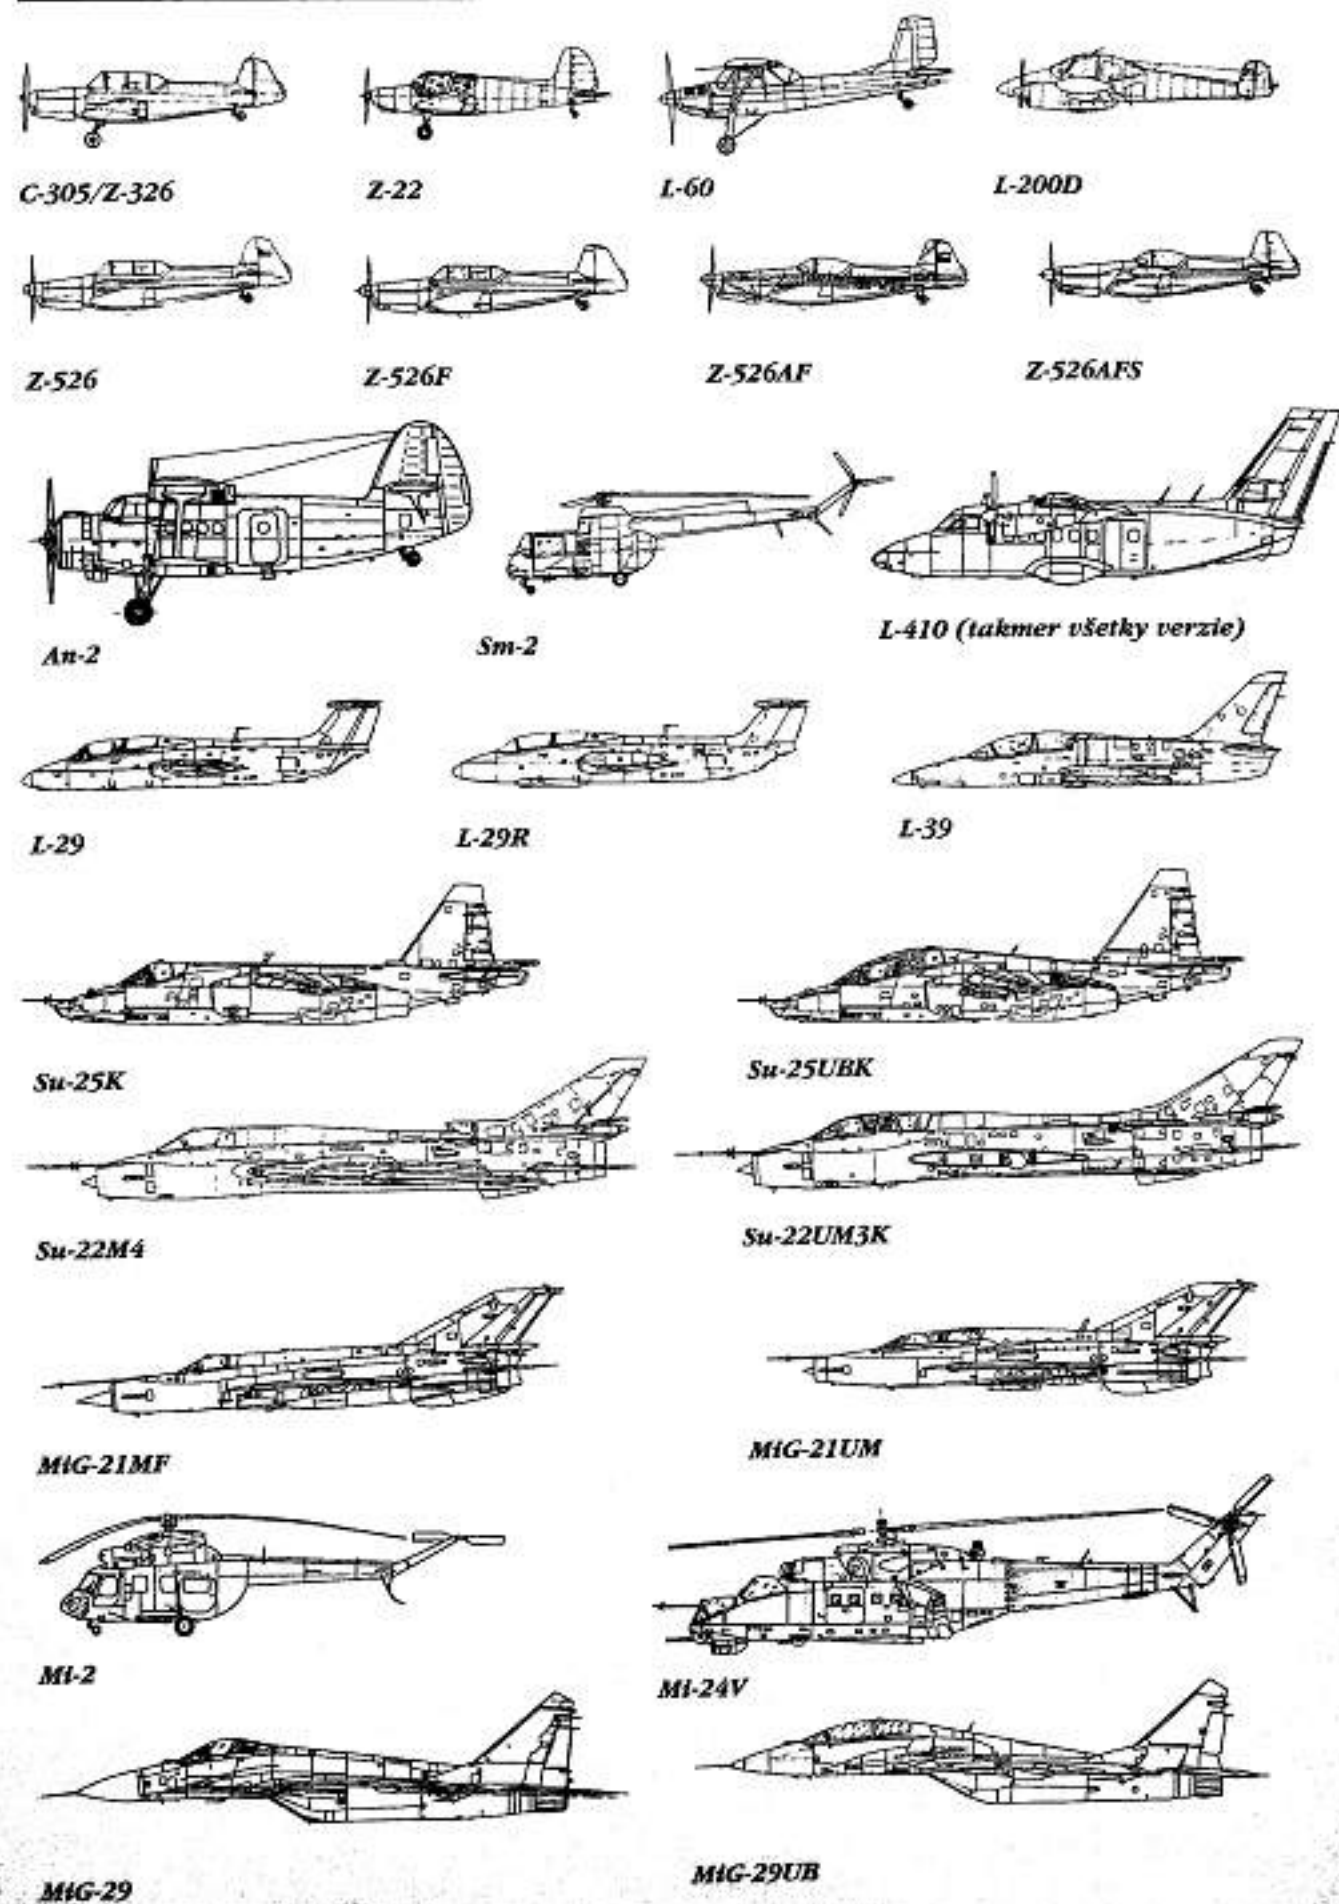 C-305/Z-326
Z-22
L-60
L-200D
Z-526
Z-526F
Z-526AF
Z-526AFS
An-2
Sm-2
L-410 (takmer všetky verzie)
L-29
L-29R
L-39
Su-25K
Su-25UBK
Su-22M4
Su-22UM3K
MiG-21MF
MiG-21UM
Mi-2
Mi-24V
MiG-29
MiG-29UB